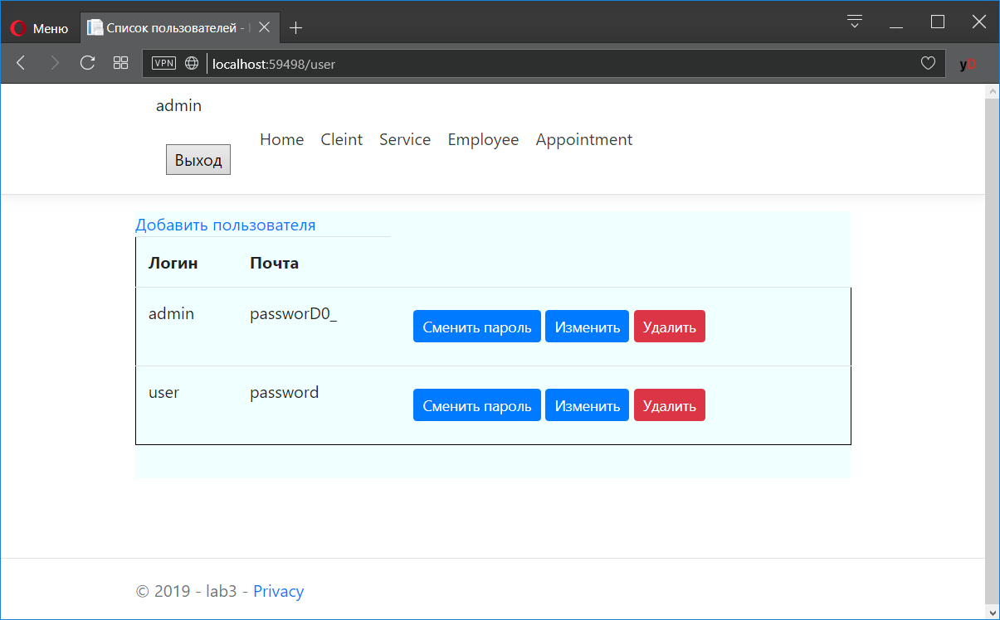 Меню
Список пользователей -
VPN
localhost:59498/user
yD
admin
Home Cleint Service Employee Appointment
Выход
Добавить пользователя
Логин Почта
admin passworD0_ Сменить пароль Изменить Удалить
user password Сменить пароль Изменить Удалить
© 2019 - lab3 - Privacy